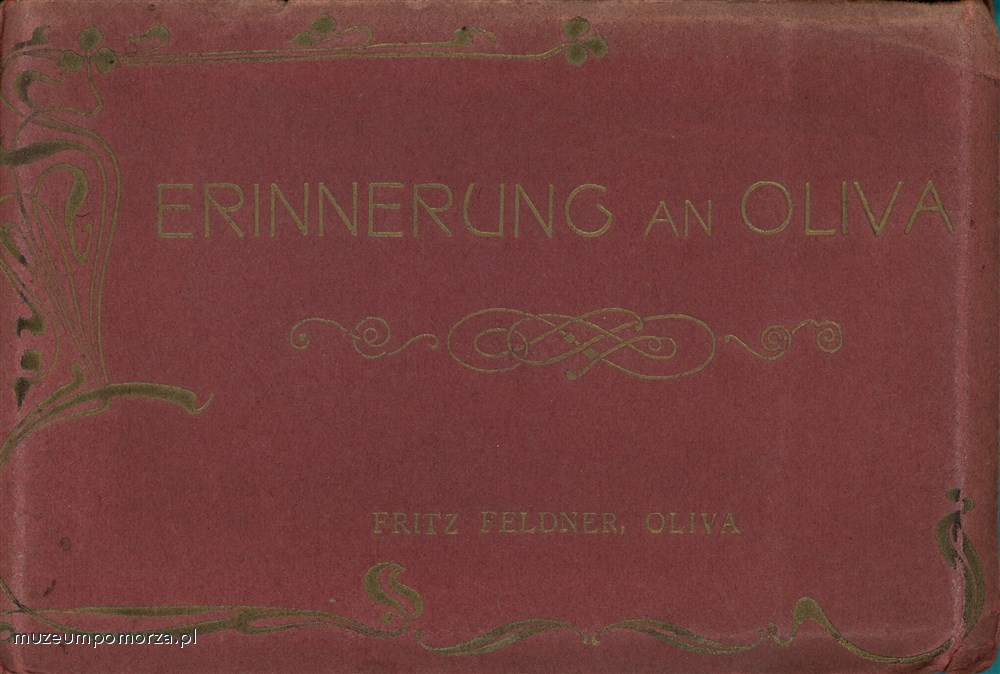 ERINNERUNG AN OLIVA
FRITZ FELDNER, OLIVA
muzeumpomorza.pl